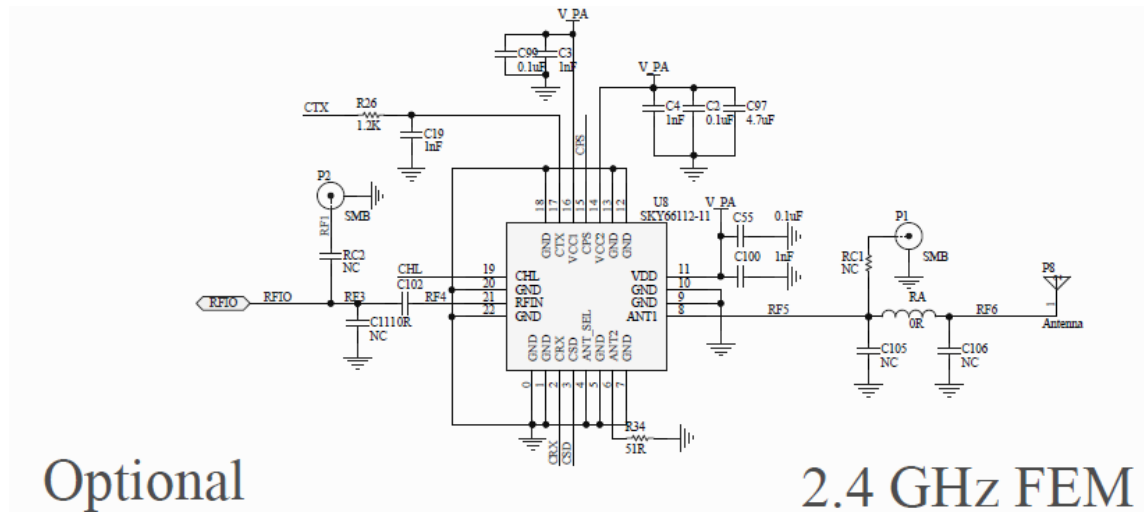 V_PA
C99
0.1uF
C3
1nF
V_PA
C4
1nF
C2
0.1uF
C97
4.7uF
CTX
R26
1.2K
C19
1nF
CPS
P2
SMB
RF1
RC2
NC
18
17
16
15
14
13
12
U8
SKY66112-11
GND
CTX
VCC1
CPS
VCC2
GND
GND
V_PA
C55
0.1uF
C100
1nF
P1
SMB
RC1
NC
CHL
19
CHL
20
GND
21
RFIN
22
GND
VDD
11
GND
10
GND
9
ANT1
8
RFIO
RFIO
RF3
C102
RF4
C111
0R
NC
RF5
RA
0R
RF6
P8
1
Antenna
C105
NC
C106
NC
GND
GND
CRX
CSD
ANT_SEL
GND
ANT2
GND
0
1
2
3
4
5
6
7
CRX
CSD
R34
51R
Optional
2.4 GHz FEM